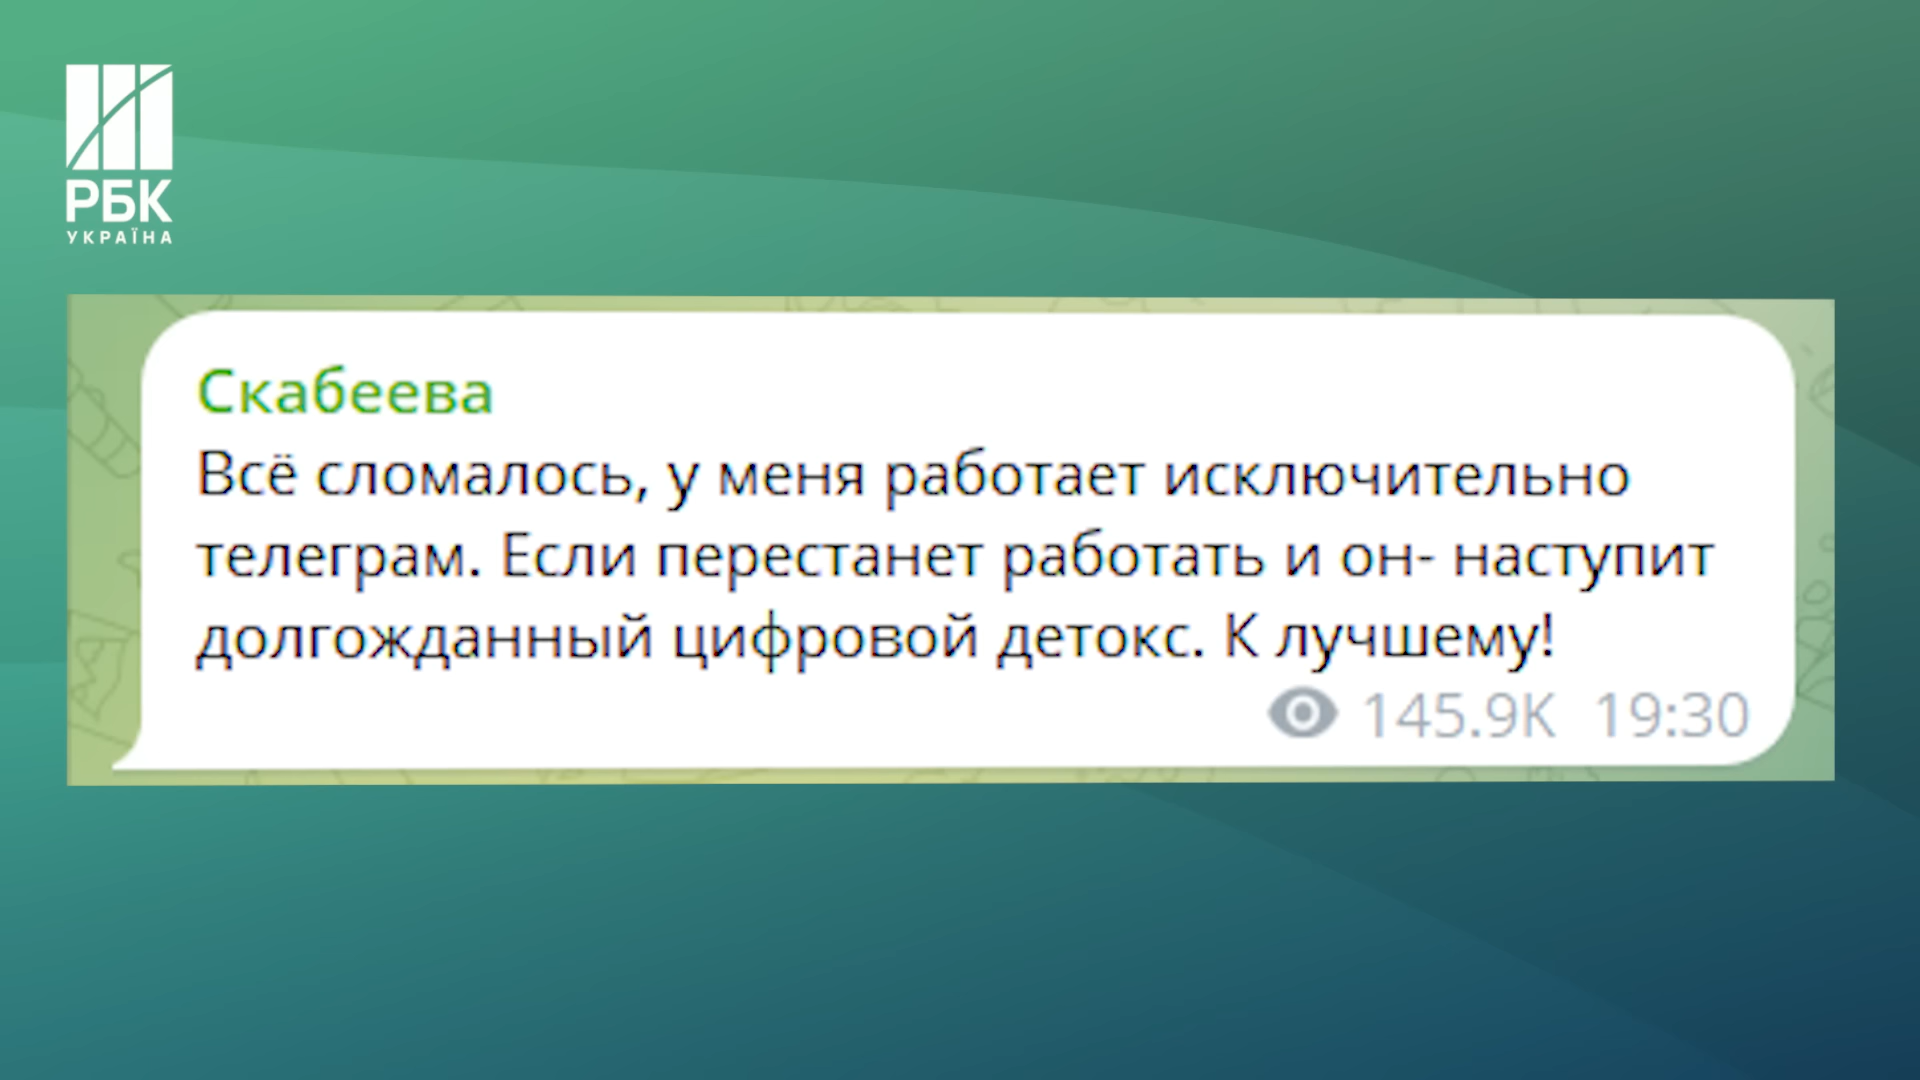 РБК
УКРАЇНА
Скабеева
Всё сломалось, у меня работает исключительно
телеграм. Если перестанет работать и он- наступит
долгожданный цифровой детокс. К лучшему!
145.9K 19:30